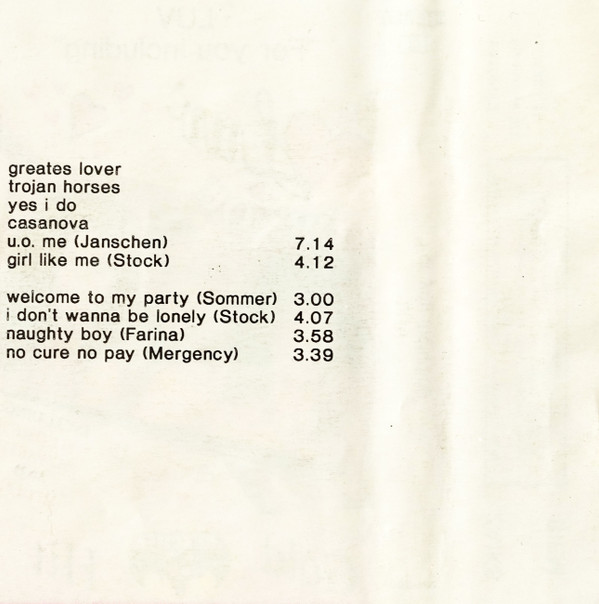 greates lover
trojan horses
yes i do
casanova
u.o. me (Janschen) 7.14
girl like me (Stock) 4.12
welcome to my party (Sommer) 3.00
i don't wanna be lonely (Stock) 4.07
naughty boy (Farina) 3.58
no cure no pay (Mergency) 3.39